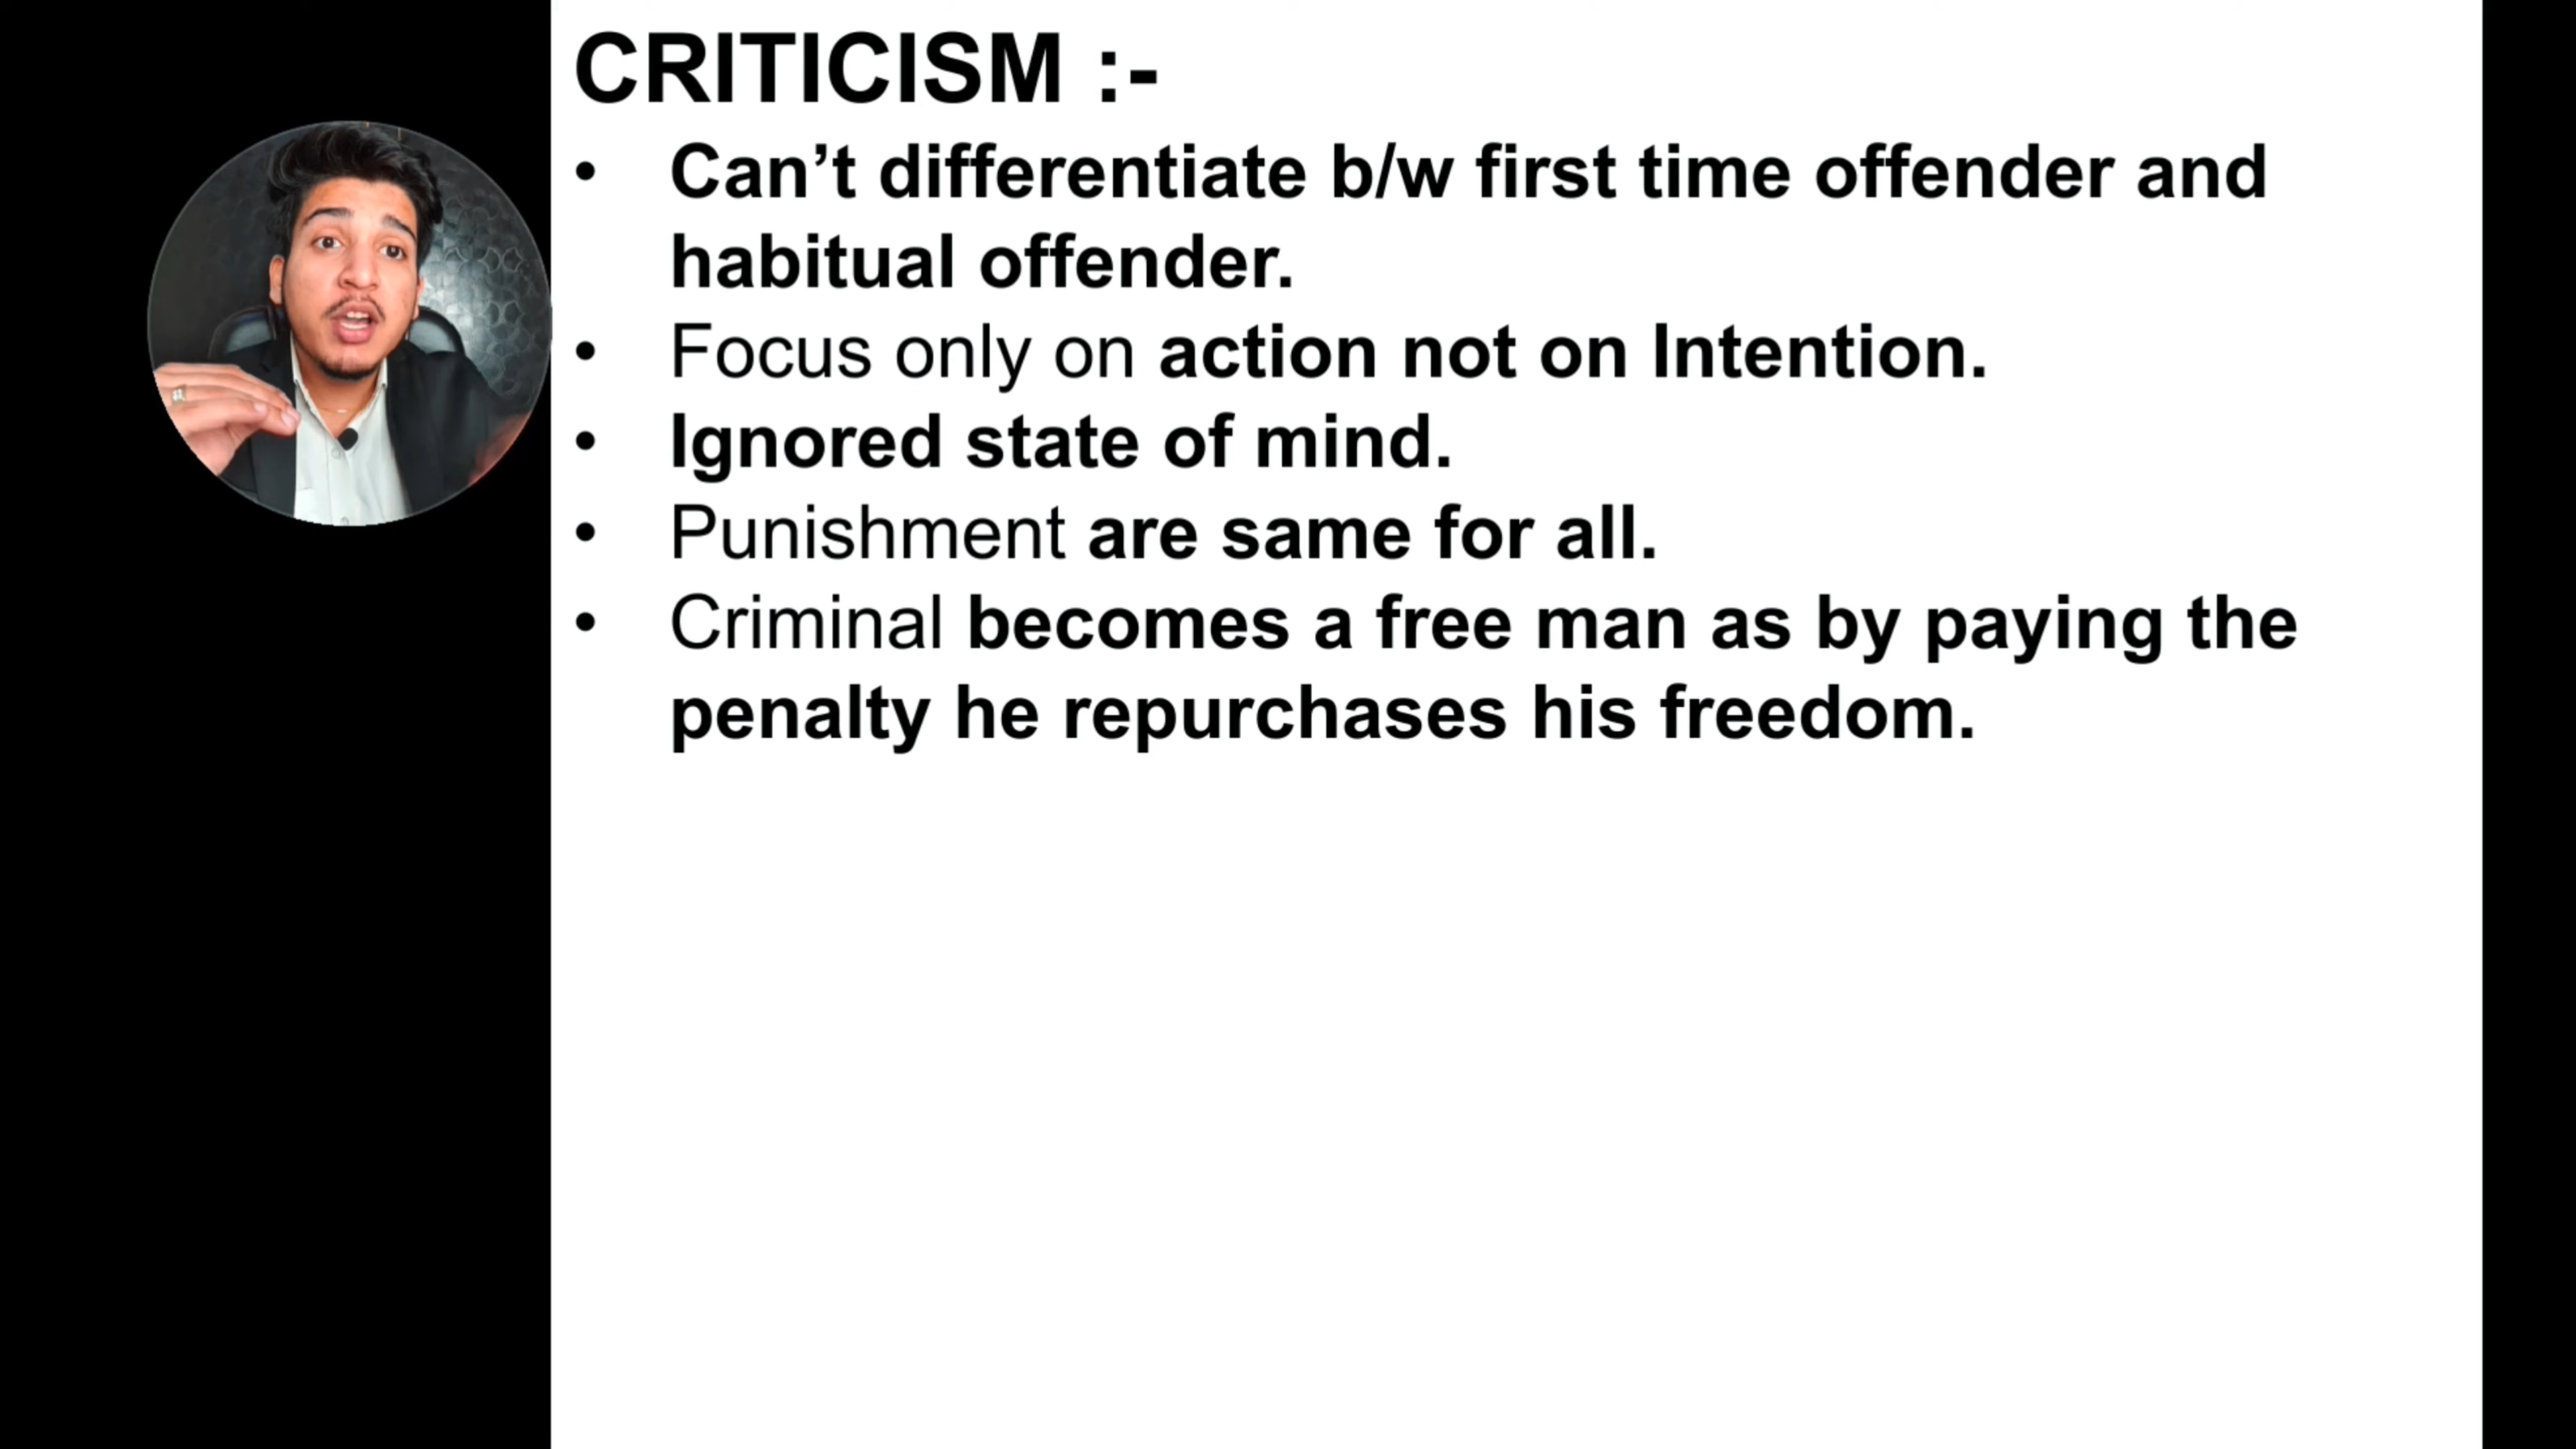 CRITICISM :-
• Can’t differentiate b/w first time offender and
habitual offender.
• Focus only on action not on Intention.
• Ignored state of mind.
• Punishment are same for all.
• Criminal becomes a free man as by paying the
penalty he repurchases his freedom.